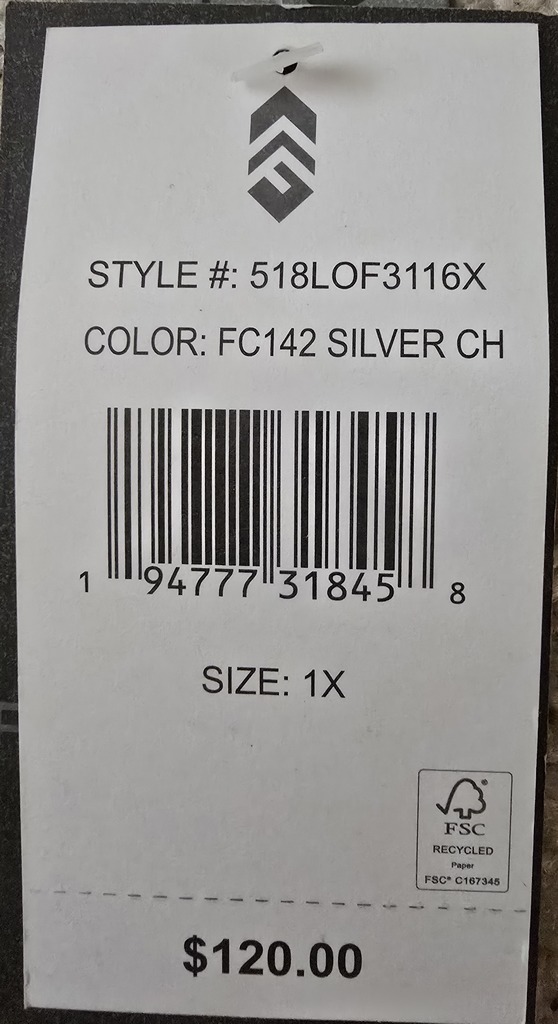 STYLE #: 518LOF3116X
COLOR: FC142 SILVER CH
1 94777 31845 8
SIZE: 1X
FSC
RECYCLED
Paper
FSC® C167345
$120.00